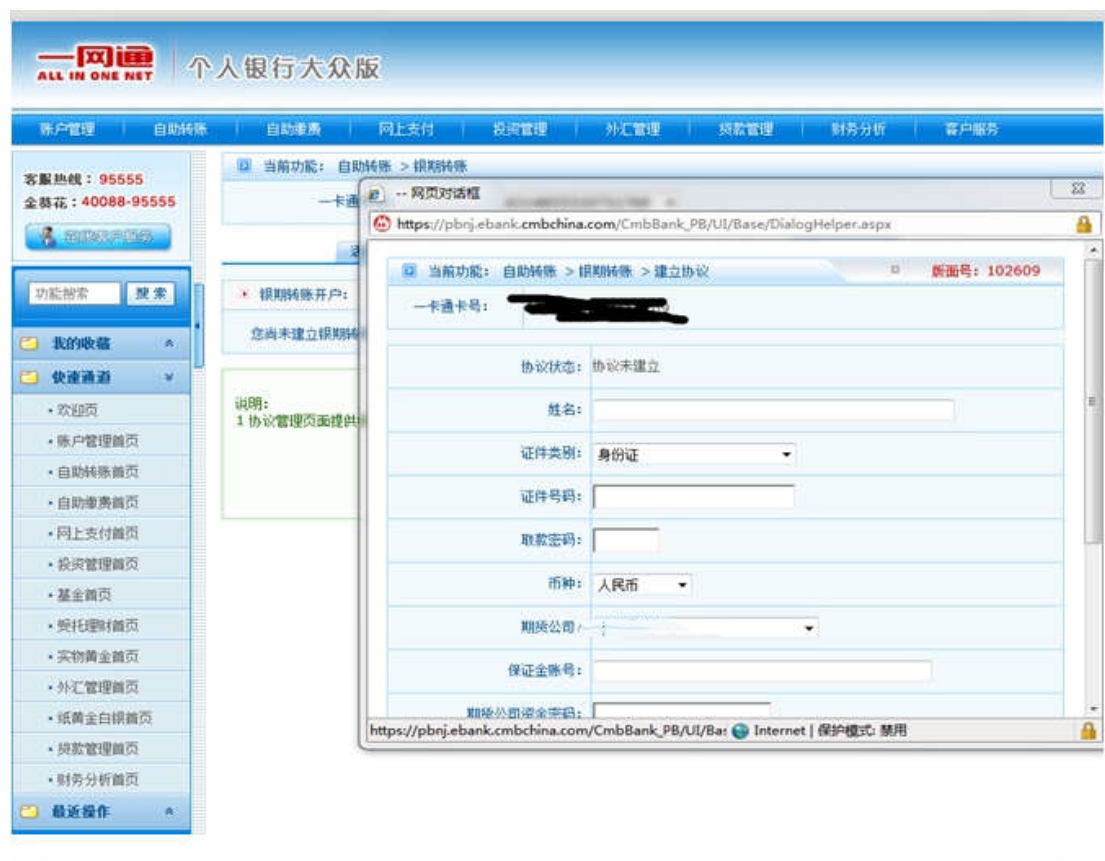 一网通
ALL IN ONE NET
个人银行大众版
账户管理 | 自助转账 | 自助缴费 | 网上支付 | 投资管理 | 外汇管理 | 贷款管理 | 财务分析 | 客户服务
客服热线：95555
金葵花：40088-95555
功能搜索 搜索
我的收藏
快速通道
·欢迎页
·账户管理首页
·自助转账首页
·自助缴费首页
·网上支付首页
·投资管理首页
·基金首页
·受托理财首页
·实物黄金首页
·外汇管理首页
·纸黄金白银首页
·贷款管理首页
·财务分析首页
最近操作
当前功能： 自助转账 > 银期转账
一卡通
银期转账开户：
您尚未建立银期转
说明：
1 协议管理页面提供
-- 网页对话框
https://pbnj.ebank.cmbchina.com/CmbBank_PB/UI/Base/DialogHelper.aspx
当前功能： 自助转账 > 银期转账 > 建立协议
版面号：102609
一卡通卡号：
协议状态： 协议未建立
姓名：
证件类别： 身份证
证件号码：
取款密码：
币种： 人民币
期货公司
保证金账号：
期货公司资金密码：
https://pbnj.ebank.cmbchina.com/CmbBank_PB/UI/Ba: Internet | 保护模式: 禁用